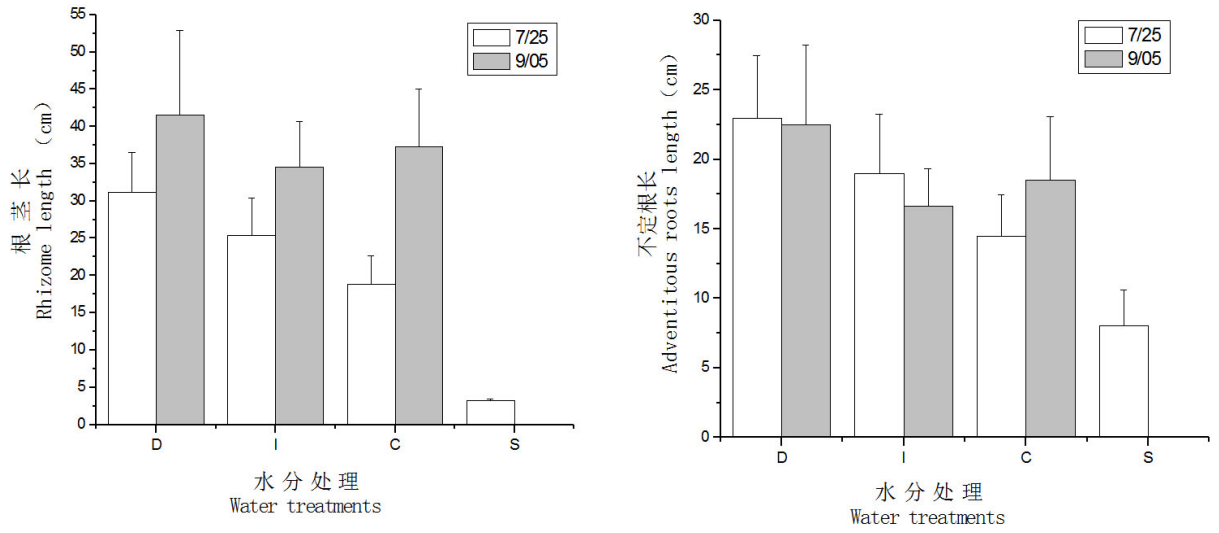 55
50
45
40
35
30
25
20
15
10
5
0
根 茎 长
Rhizome length (cm)
7/25
9/05
D I C S
水 分 处 理
Water treatments
30
25
20
15
10
5
0
不定根长
Adventitous roots length (cm)
7/25
9/05
D I C S
水 分 处 理
Water treatments